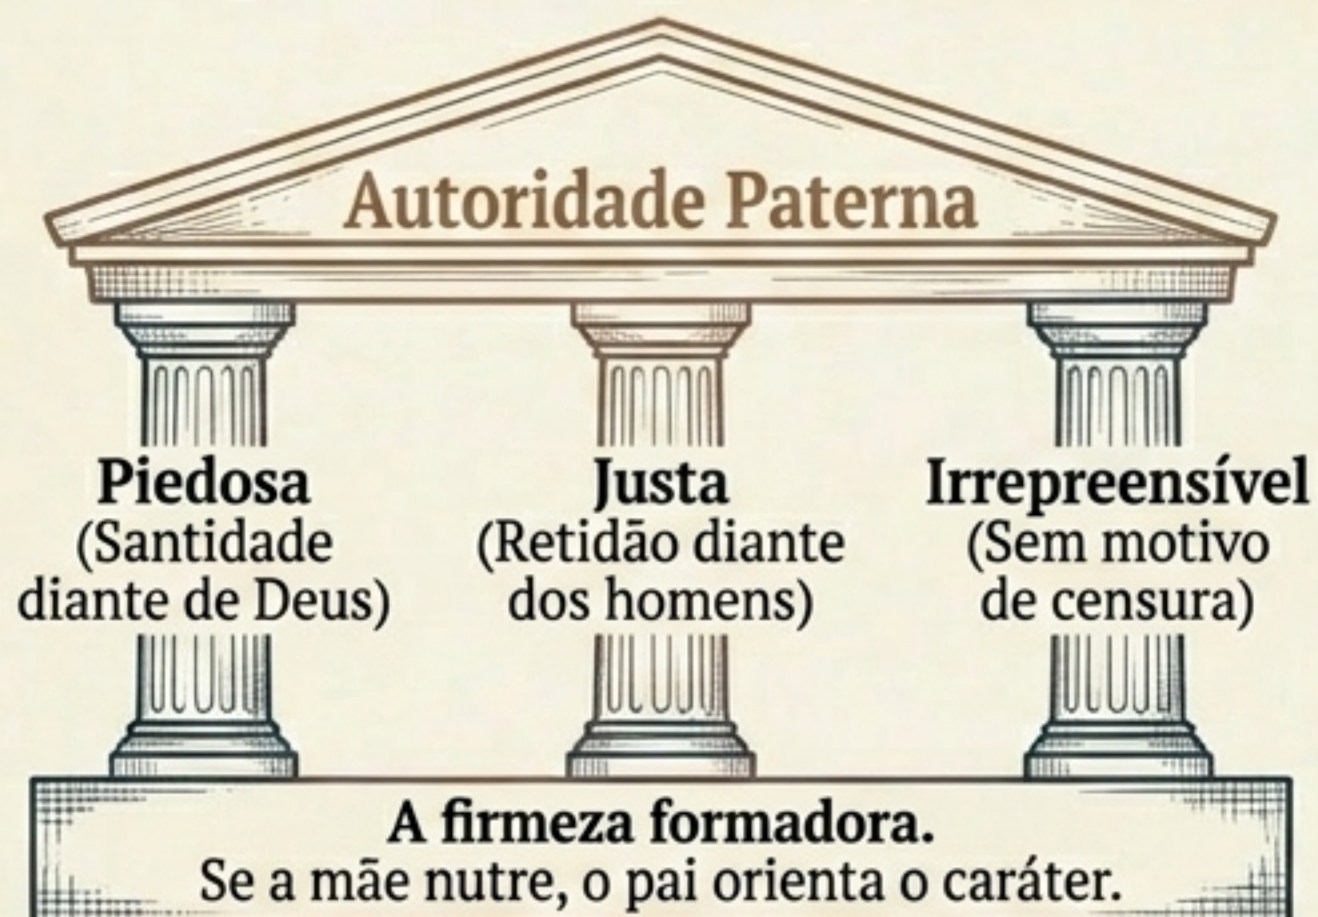 Autoridade Paterna
Piedosa
(Santidade
diante de Deus)
Justa
(Retidão diante
dos homens)
Irrepreensível
(Sem motivo
de censura)
A firmeza formadora.
Se a mãe nutre, o pai orienta o caráter.